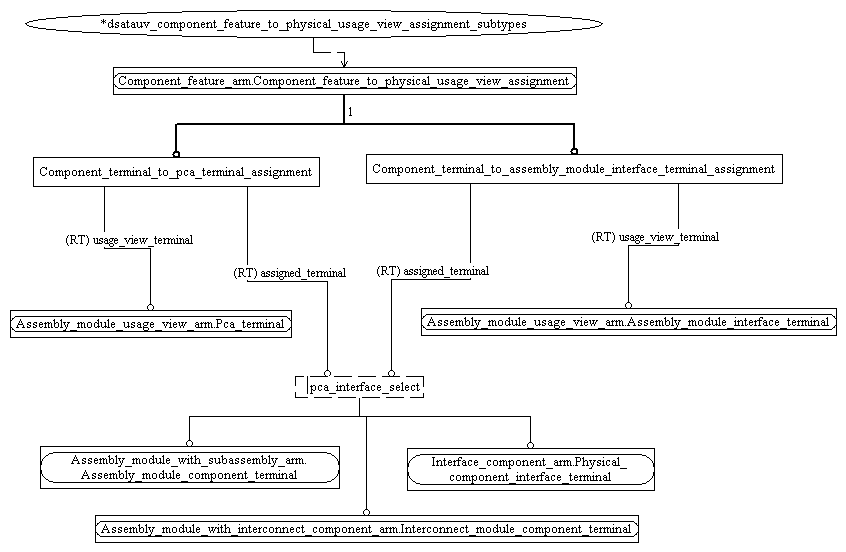 *dsatauv_component_feature_to_physical_usage_view_assignment_subtypes
Component_feature_arm.Component_feature_to_physical_usage_view_assignment
1
Component_terminal_to_pca_terminal_assignment
Component_terminal_to_assembly_module_interface_terminal_assignment
(RT) usage_view_terminal
(RT) usage_view_terminal
(RT) assigned_terminal
(RT) assigned_terminal
Assembly_module_usage_view_arm.Pca_terminal
Assembly_module_usage_view_arm.Assembly_module_interface_terminal
pca_interface_select
Assembly_module_with_subassembly_arm.
Assembly_module_component_terminal
Interface_component_arm.Physical_
component_interface_terminal
Assembly_module_with_interconnect_component_arm.Interconnect_module_component_terminal